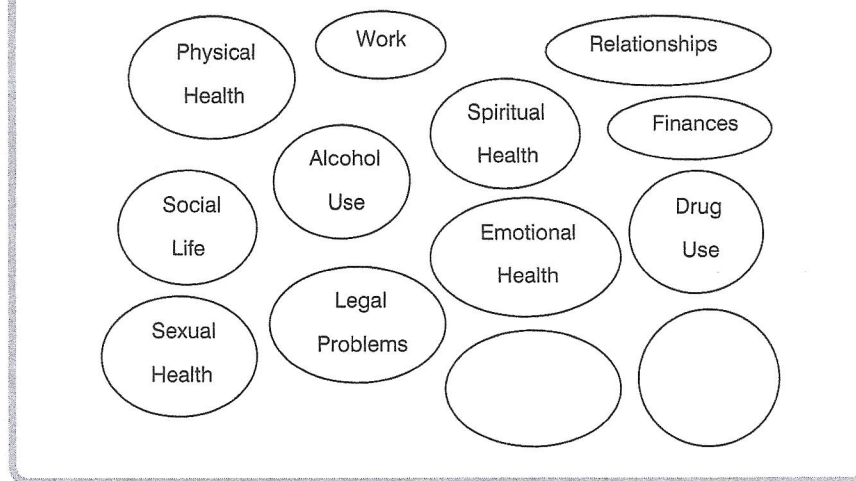 Physical
Health
Work
Relationships
Spiritual
Health
Finances
Alcohol
Use
Social
Life
Emotional
Health
Drug
Use
Legal
Problems
Sexual
Health